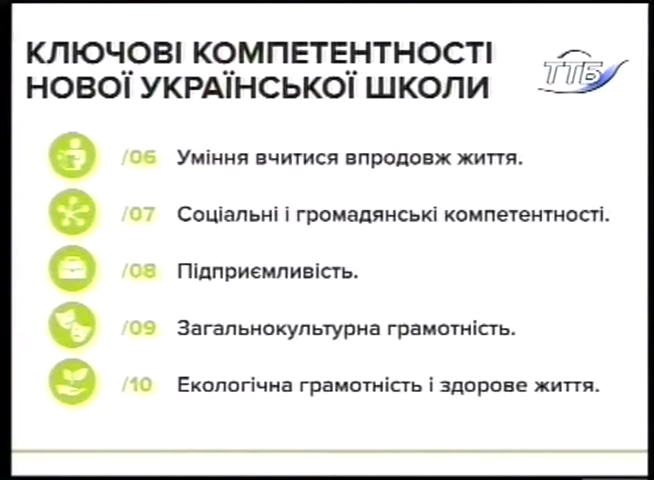 КЛЮЧОВІ КОМПЕТЕНТНОСТІ
НОВОЇ УКРАЇНСЬКОЇ ШКОЛИ
ТТБ
/06 Уміння вчитися впродовж життя.
/07 Соціальні і громадянські компетентності.
/08 Підприємливість.
/09 Загальнокультурна грамотність.
/10 Екологічна грамотність і здорове життя.